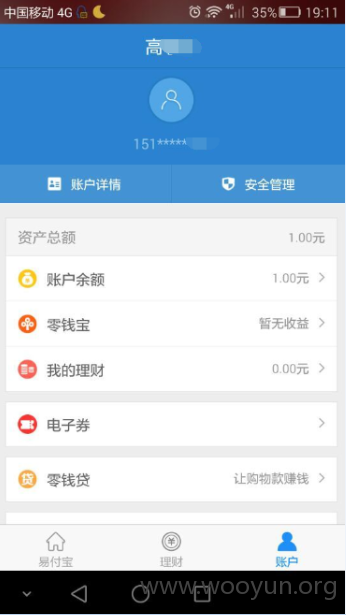 中国移动 4G 4G 35% 19:11
高
151*****
账户详情 安全管理
资产总额 1.00元
账户余额 1.00元
零钱宝 暂无收益
我的理财 0.00元
电子券
零钱贷 让购物款赚钱
易付宝 理财 账户
www.wooyun.org